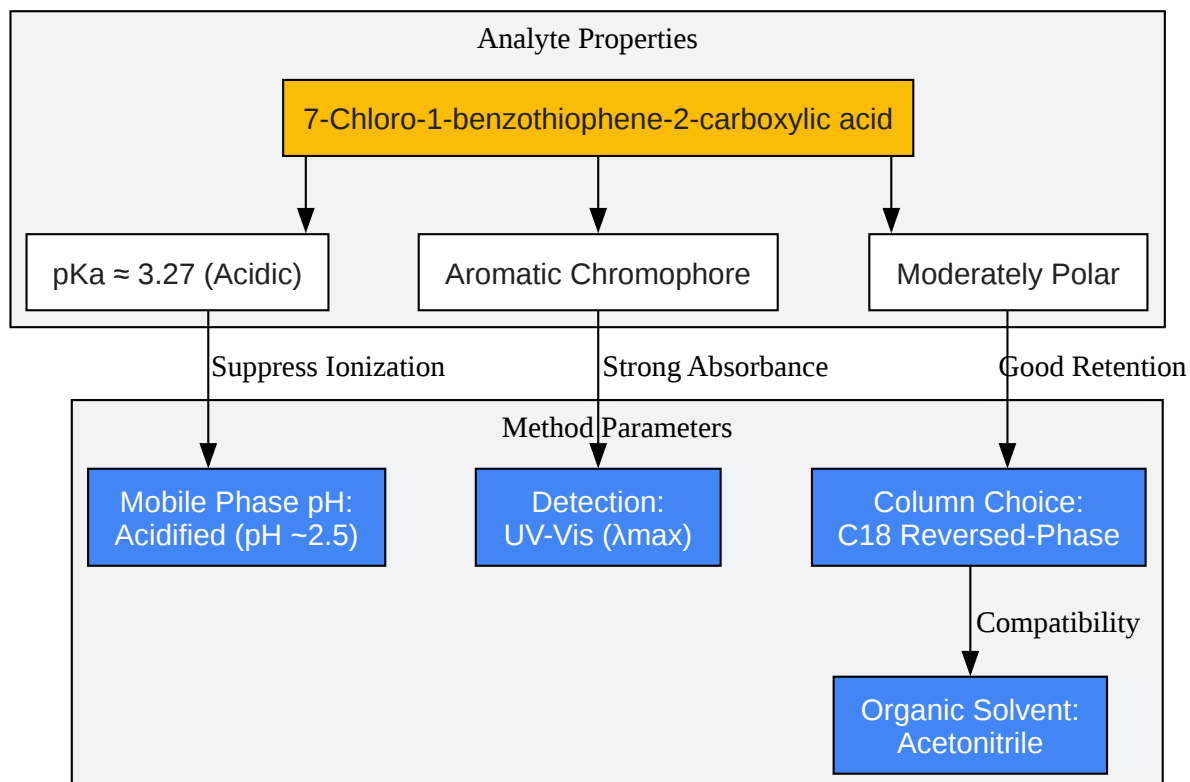 Analyte Properties
7-Chloro-1-benzothiophene-2-carboxylic acid
pKa ≈ 3.27 (Acidic)
Aromatic Chromophore
Moderately Polar
Suppress Ionization
Strong Absorbance
Good Retention
Method Parameters
Mobile Phase pH:
Acidified (pH ~2.5)
Detection:
UV-Vis (λmax)
Column Choice:
C18 Reversed-Phase
Compatibility
Organic Solvent:
Acetonitrile